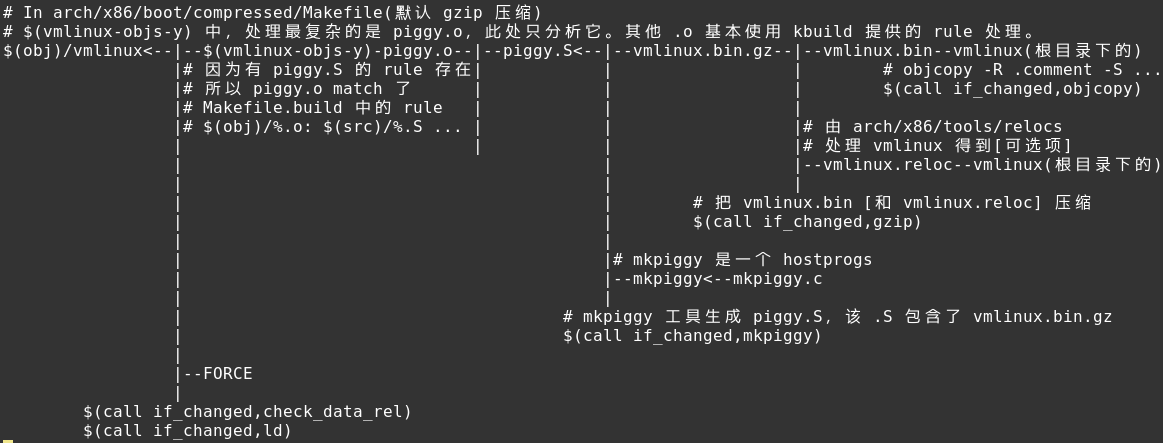 # In arch/x86/boot/compressed/Makefile(默认 gzip 压缩)
# $(vmlinux-objs-y) 中, 处理最复杂的是 piggy.o, 此处只分析它。其他 .o 基本使用 kbuild 提供的 rule 处理。
$(obj)/vmlinux<--|--$(vmlinux-objs-y)-piggy.o--|--piggy.S<--|--vmlinux.bin.gz--|--vmlinux.bin--vmlinux(根目录下的)
|# 因为有 piggy.S 的 rule 存在| | | # objcopy -R .comment -S ...
|# 所以 piggy.o match 了 | | | $(call if_changed,objcopy)
|# Makefile.build 中的 rule | | |
|# $(obj)/%.o: $(src)/%.S ... | | |# 由 arch/x86/tools/relocs
| | | |# 处理 vmlinux 得到[可选项]
| | |--vmlinux.reloc--vmlinux(根目录下的)
| | |
| | # 把 vmlinux.bin [和 vmlinux.reloc] 压缩
| | $(call if_changed,gzip)
| |
| |# mkpiggy 是一个 hostprogs
| |--mkpiggy<--mkpiggy.c
| |
| # mkpiggy 工具生成 piggy.S, 该 .S 包含了 vmlinux.bin.gz
| $(call if_changed,mkpiggy)
|
|--FORCE
|
$(call if_changed,check_data_rel)
$(call if_changed,ld)